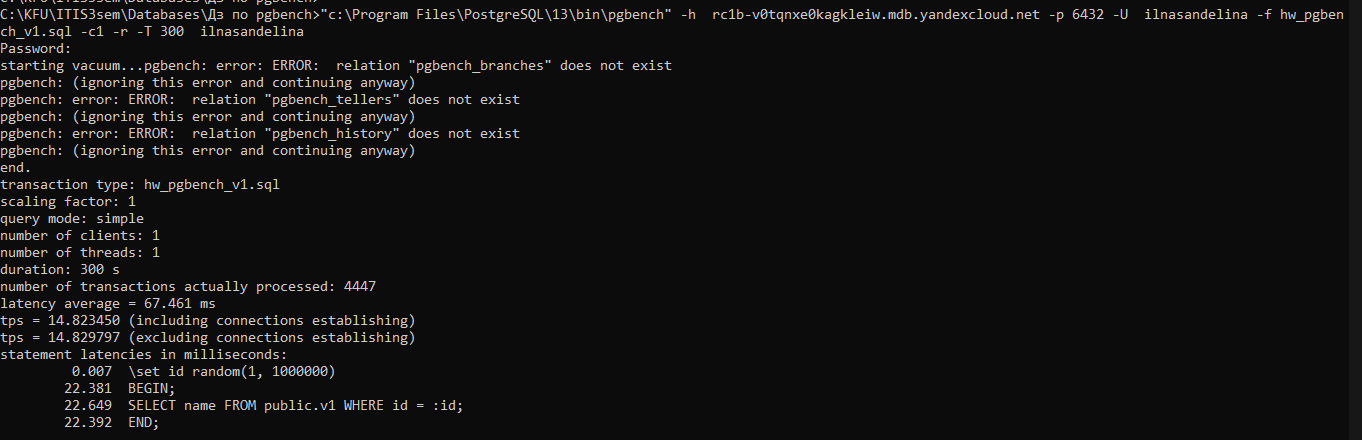 C:\KFU\ITIS3sem\Databases\Дз по pgbench>"c:\Program Files\PostgreSQL\13\bin\pgbench" -h  rc1b-v0tqnxe0kagkleiw.mdb.yandexcloud.net -p 6432 -U  ilnasandelina -f hw_pgben
ch_v1.sql -c1 -r -T 300  ilnasandelina
Password:
starting vacuum...pgbench: error: ERROR:  relation "pgbench_branches" does not exist
pgbench: (ignoring this error and continuing anyway)
pgbench: error: ERROR:  relation "pgbench_tellers" does not exist
pgbench: (ignoring this error and continuing anyway)
pgbench: error: ERROR:  relation "pgbench_history" does not exist
pgbench: (ignoring this error and continuing anyway)
end.
transaction type: hw_pgbench_v1.sql
scaling factor: 1
query mode: simple
number of clients: 1
number of threads: 1
duration: 300 s
number of transactions actually processed: 4447
latency average = 67.461 ms
tps = 14.823450 (including connections establishing)
tps = 14.829797 (excluding connections establishing)
statement latencies in milliseconds:
         0.007  \set id random(1, 1000000)
        22.381  BEGIN;
        22.649  SELECT name FROM public.v1 WHERE id = :id;
        22.392  END;